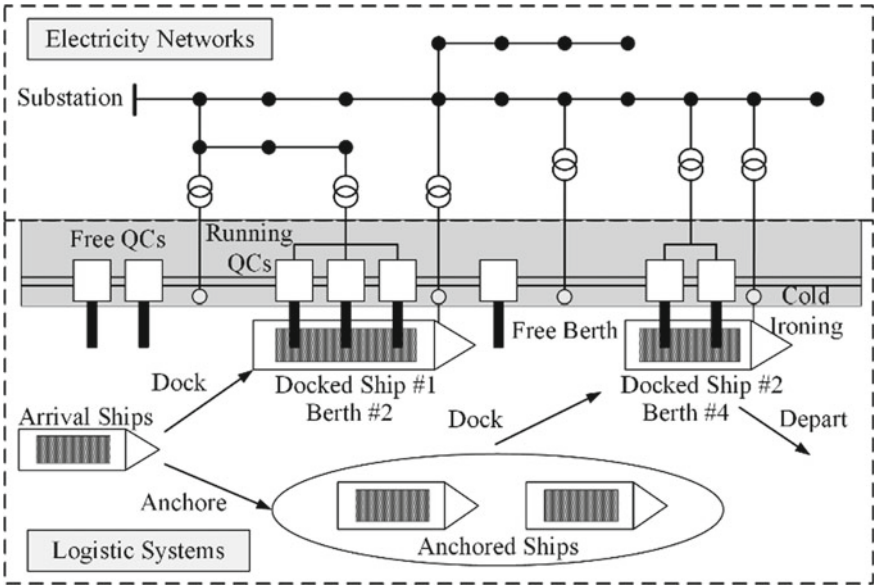 Electricity Networks
Substation
Free QCs
Running
QCs
Cold
Ironing
Free Berth
Dock
Docked Ship #1
Berth #2
Docked Ship #2
Berth #4
Arrival Ships
Dock
Depart
Anchore
Anchored Ships
Logistic Systems